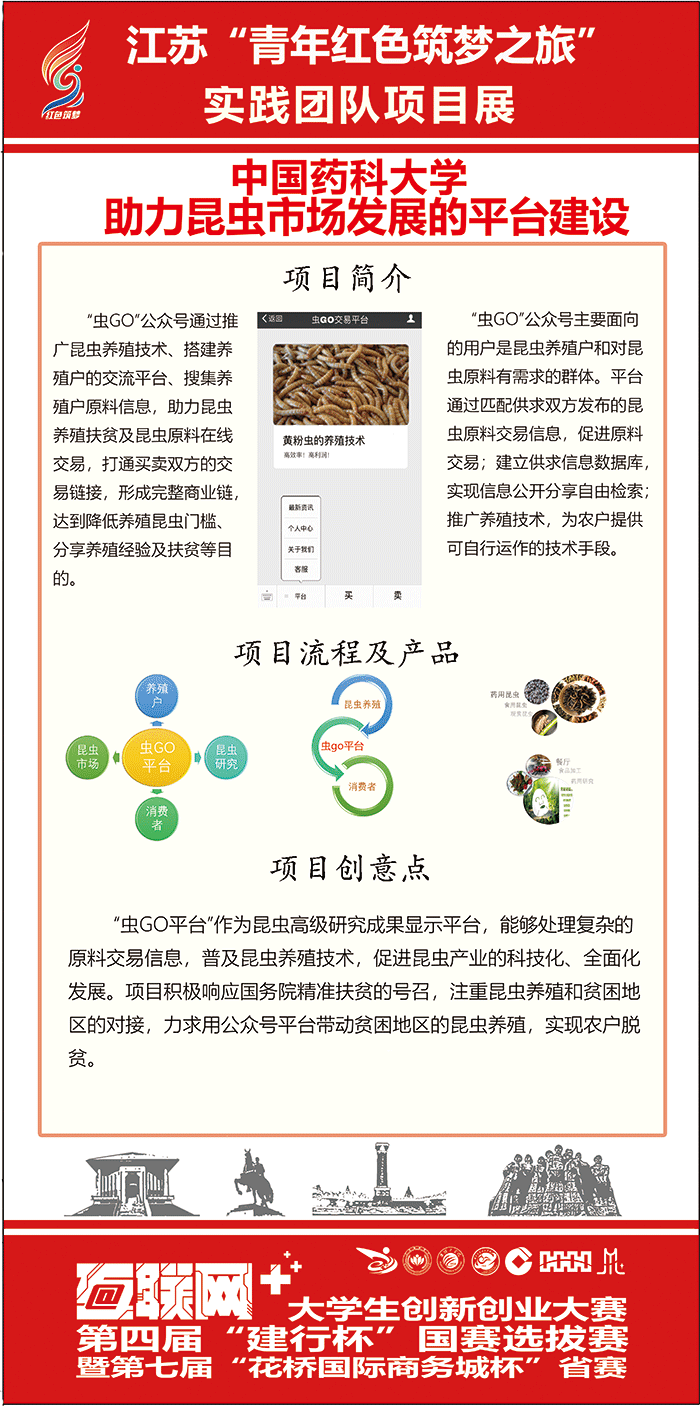 江苏“青年红色筑梦之旅”
实践团队项目展
红色筑梦
中国药科大学
助力昆虫市场发展的平台建设
项目简介
“虫GO”公众号通过推
广昆虫养殖技术、搭建养
殖户的交流平台、搜集养
殖户原料信息，助力昆虫
养殖扶贫及昆虫原料在线
交易，打通买卖双方的交
易链接，形成完整商业链，
达到降低养殖昆虫门槛、
分享养殖经验及扶贫等目
的。
返回
虫GO交易平台
黄粉虫的养殖技术
高效率！高利润！
最新资讯
个人中心
关于我们
客服
平台
买
卖
“虫GO”公众号主要面向
的用户是昆虫养殖户和对昆
虫原料有需求的群体。平台
通过匹配供求双方发布的昆
虫原料交易信息，促进原料
交易；建立供求信息数据库，
实现信息公开分享自由检索；
推广养殖技术，为农户提供
可自行运作的技术手段。
项目流程及产品
养殖
户
昆虫
市场
虫GO
平台
昆虫
研究
消费
者
昆虫养殖
虫go平台
消费者
药用昆虫
食用昆虫
观赏昆虫
餐厅
食品加工
药用研究
项目创意点
“虫GO平台”作为昆虫高级研究成果显示平台，能够处理复杂的
原料交易信息，普及昆虫养殖技术，促进昆虫产业的科技化、全面化
发展。项目积极响应国务院精准扶贫的号召，注重昆虫养殖和贫困地
区的对接，力求用公众号平台带动贫困地区的昆虫养殖，实现农户脱
贫。
互联网+
大学生创新创业大赛
第四届“建行杯”国赛选拔赛
暨第七届“花桥国际商务城杯”省赛